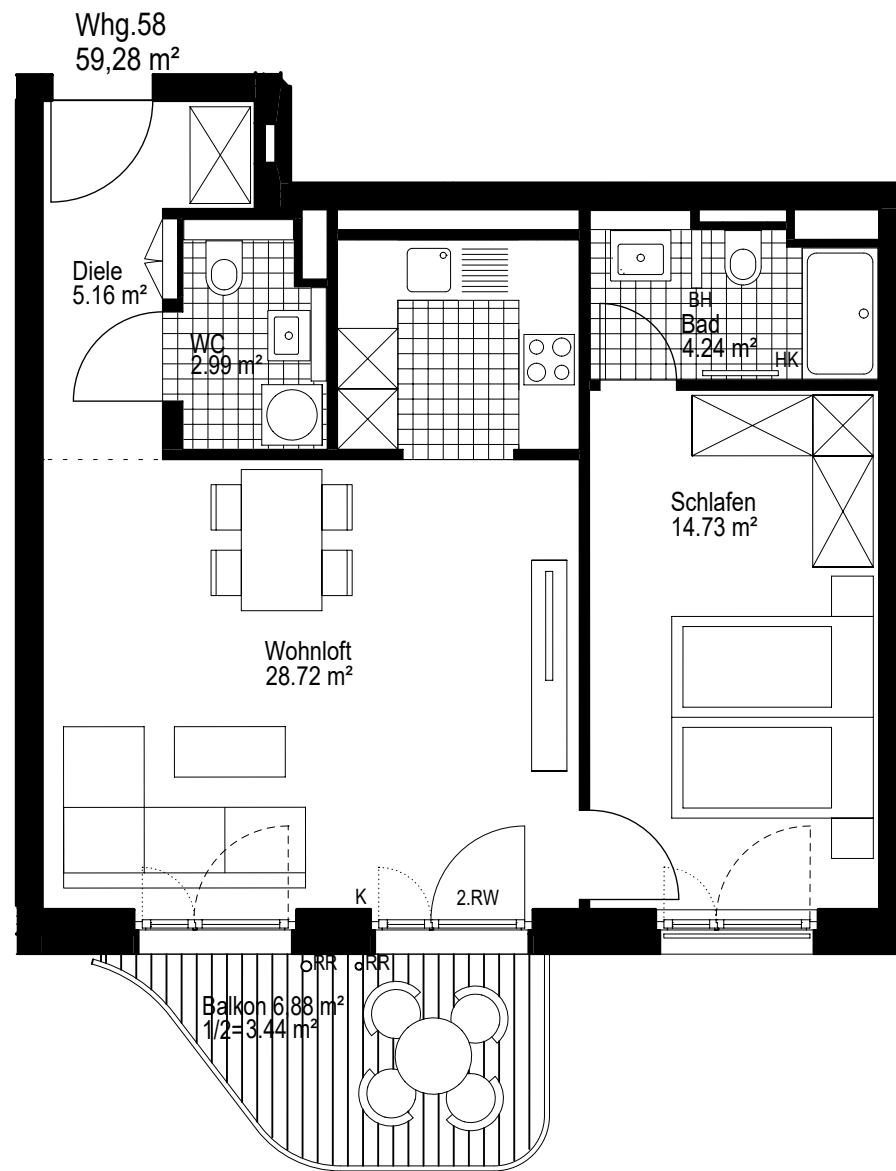 Whg.58
59,28 m²
Diele
5.16 m²
WC
2.99 m²
BH
Bad
4.24 m²
HK
Schlafen
14.73 m²
Wohnloft
28.72 m²
K
2.RW
RR
RR
Balkon 6.88 m²
1/2=3.44 m²